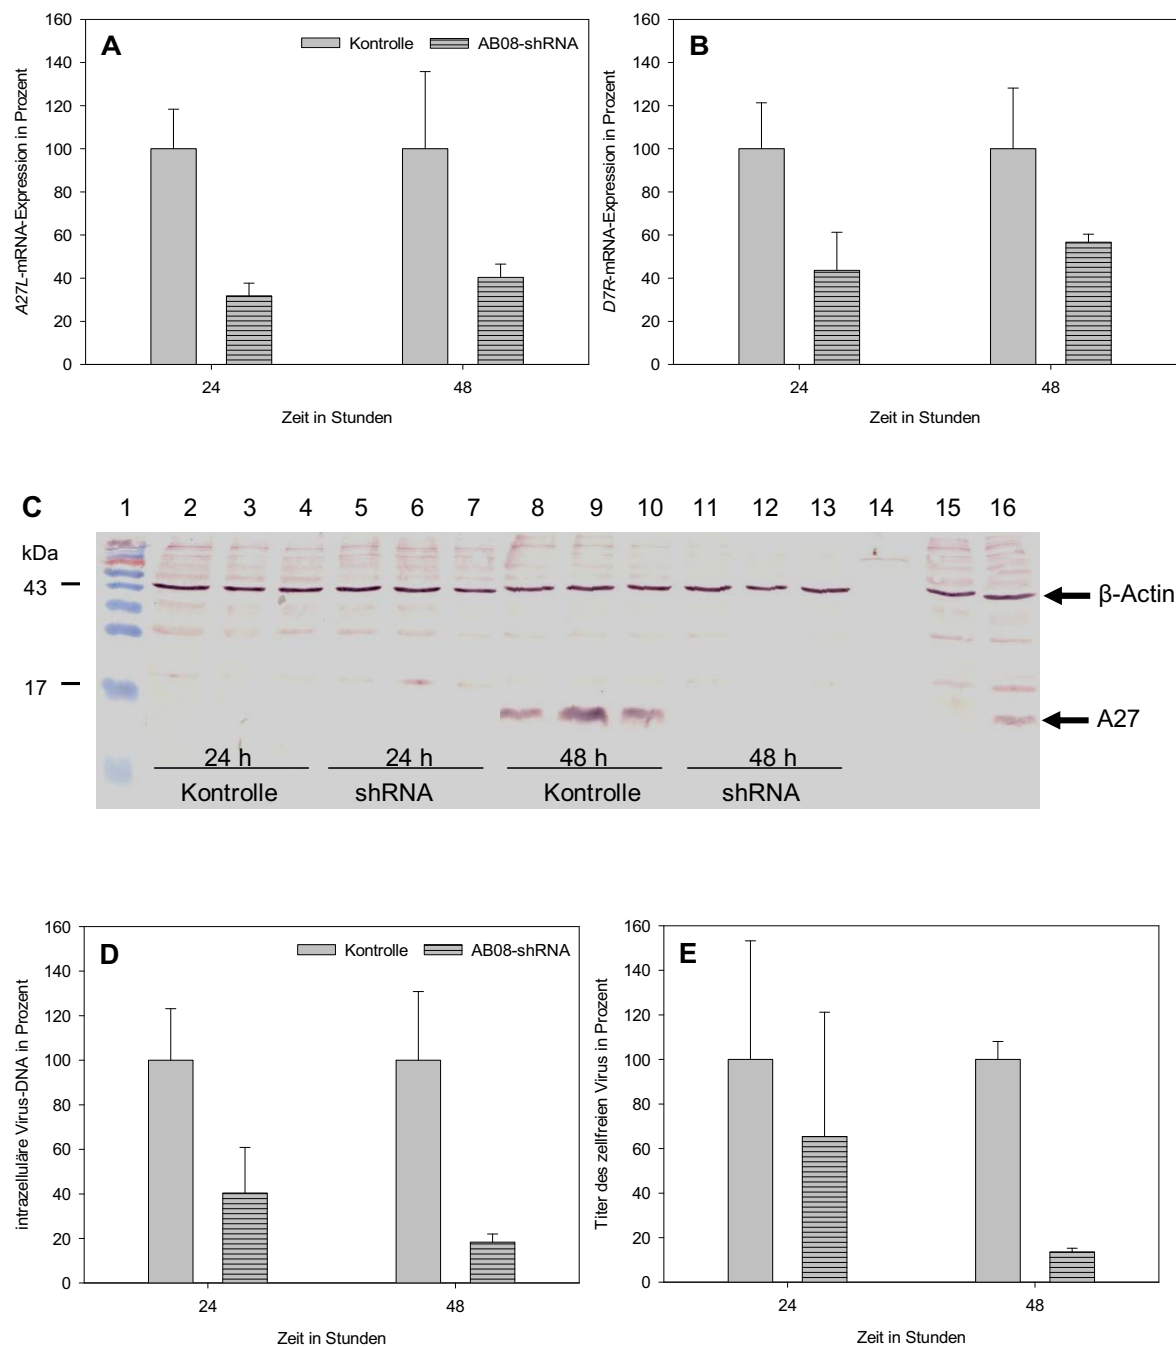 A
Kontrolle AB08-shRNA
A27L-mRNA-Expression in Prozent
160
140
120
100
80
60
40
20
0
24 48
Zeit in Stunden
B
D7R-mRNA-Expression in Prozent
160
140
120
100
80
60
40
20
0
24 48
Zeit in Stunden
C 1 2 3 4 5 6 7 8 9 10 11 12 13 14 15 16
kDa
43
β-Actin
17
A27
24 h 24 h 48 h 48 h
Kontrolle shRNA Kontrolle shRNA
D
Kontrolle AB08-shRNA
intrazelluläre Virus-DNA in Prozent
160
140
120
100
80
60
40
20
0
24 48
Zeit in Stunden
E
Titer des zellfreien Virus in Prozent
160
140
120
100
80
60
40
20
0
24 48
Zeit in Stunden